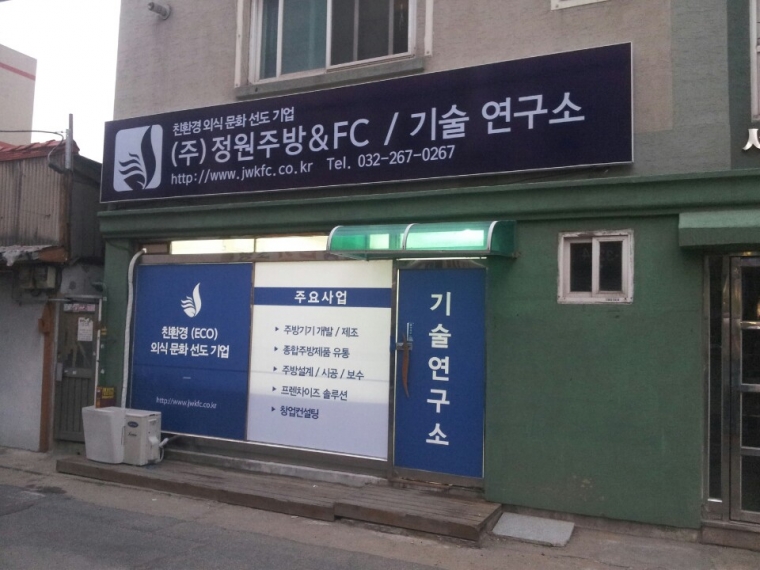 친환경 외식 문화 선도 기업
(주) 정원주방&FC / 기술 연구소
http://www.jwkfc.co.kr Tel. 032-267-0267
친환경 (ECO)
외식 문화 선도 기업
http://www.jwkfc.co.kr
주요사업
▶ 주방기기 개발 / 제조
▶ 종합주방제품 유통
▶ 주방설계 / 시공 / 보수
▶ 프랜차이즈 솔루션
▶ 창업컨설팅
기술연구소